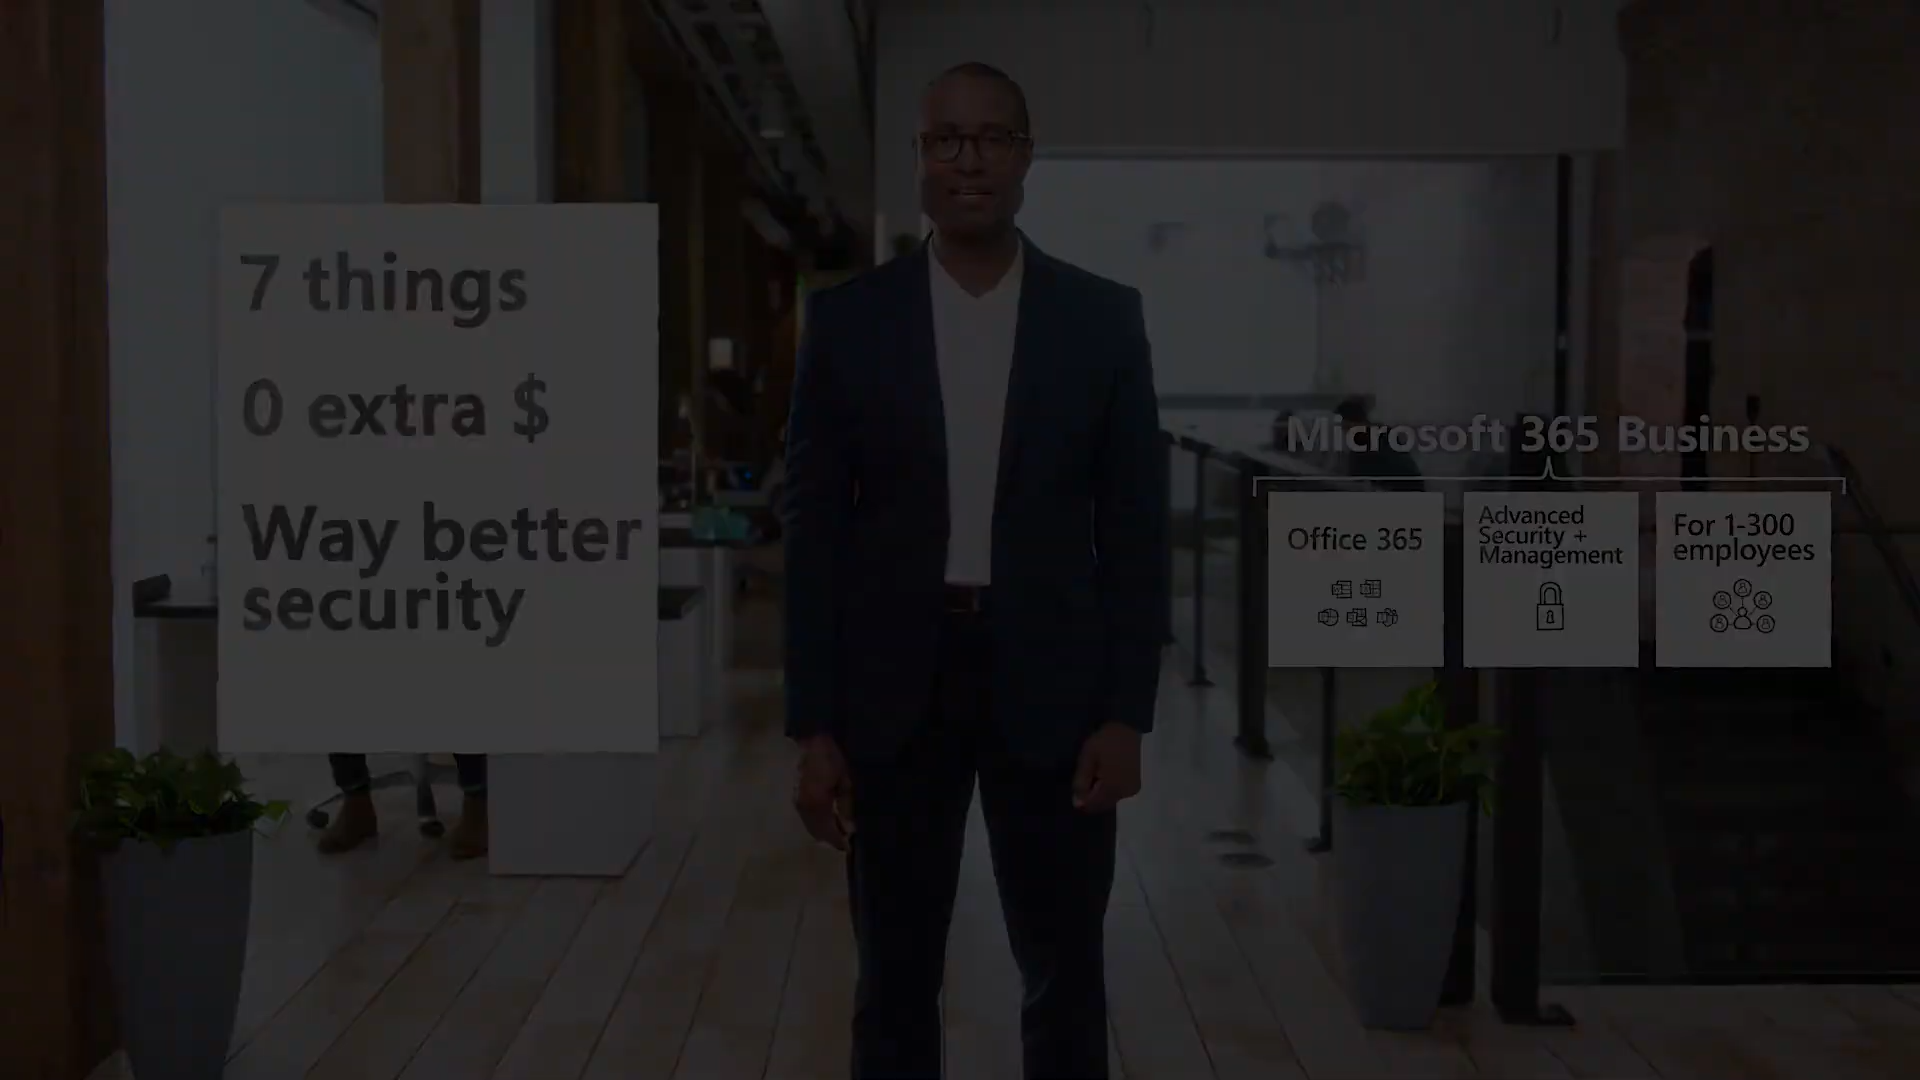 7 things
0 extra $
Way better
security
Microsoft 365 Business
Office 365
Advanced
Security +
Management
For 1-300
employees